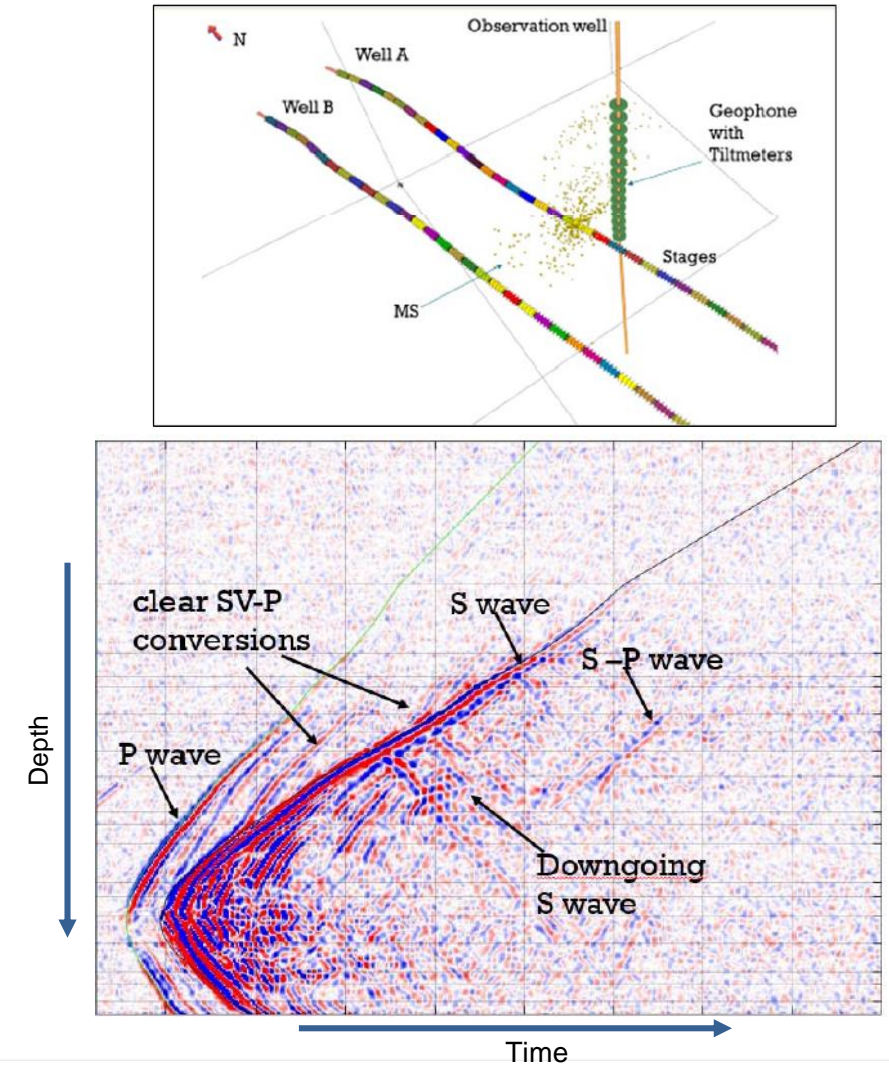 Observation well
N
Well A
Well B
Geophone
with
Tiltmeters
Stages
MS
clear SV-P
conversions
S wave
S–P wave
P wave
Depth
Downgoing
S wave
Time